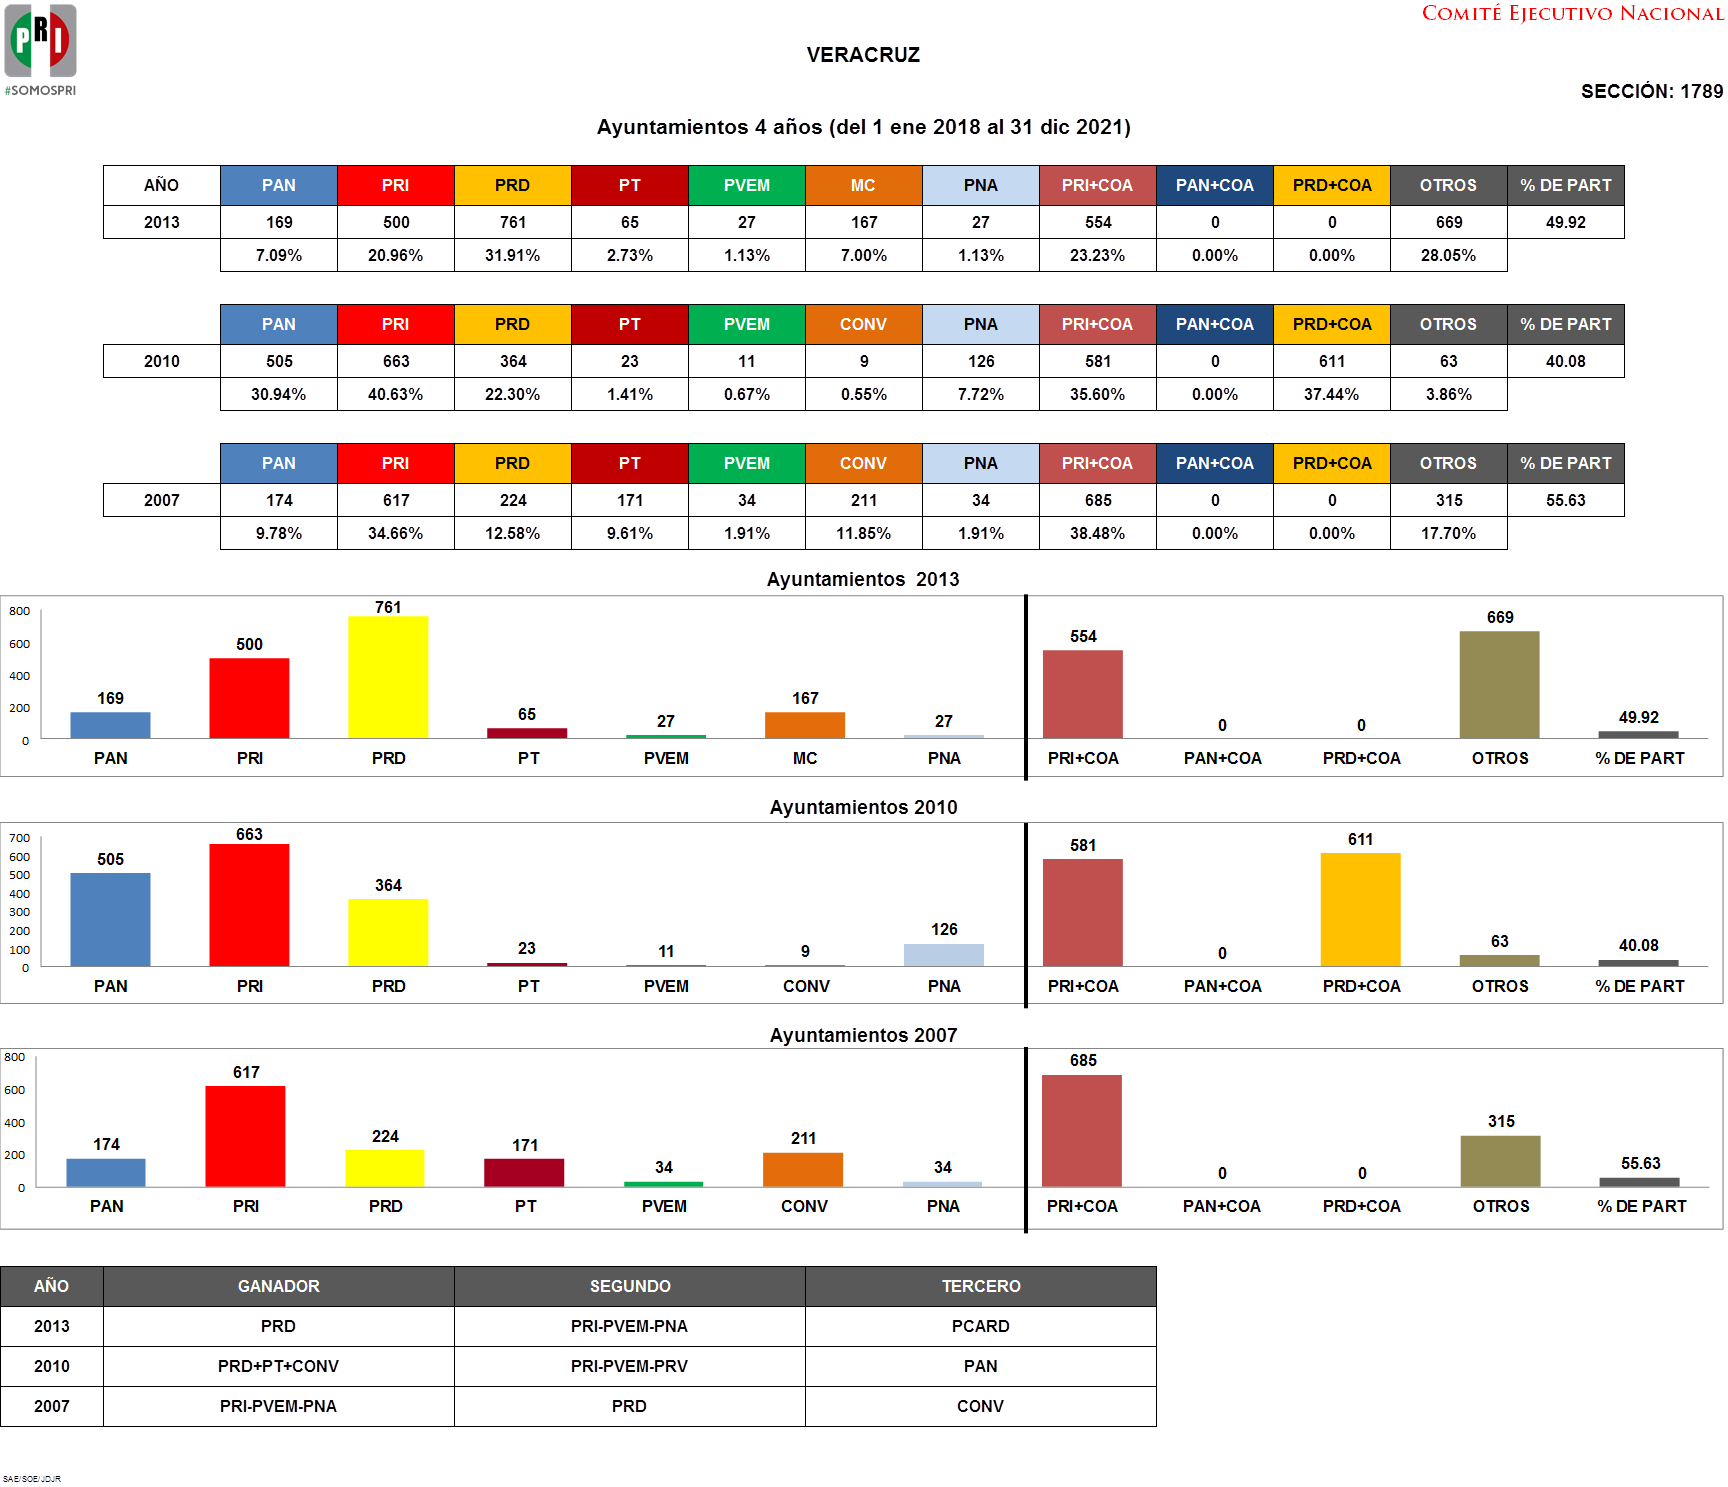 PRI
#SOMOSPRI
COMITÉ EJECUTIVO NACIONAL
VERACRUZ
SECCIÓN: 1789
Ayuntamientos 4 años (del 1 ene 2018 al 31 dic 2021)
AÑO PAN PRI PRD PT PVEM MC PNA PRI+COA PAN+COA PRD+COA OTROS % DE PART
2013 169 500 761 65 27 167 27 554 0 0 669 49.92
7.09% 20.96% 31.91% 2.73% 1.13% 7.00% 1.13% 23.23% 0.00% 0.00% 28.05%
PAN PRI PRD PT PVEM CONV PNA PRI+COA PAN+COA PRD+COA OTROS % DE PART
2010 505 663 364 23 11 9 126 581 0 611 63 40.08
30.94% 40.63% 22.30% 1.41% 0.67% 0.55% 7.72% 35.60% 0.00% 37.44% 3.86%
PAN PRI PRD PT PVEM CONV PNA PRI+COA PAN+COA PRD+COA OTROS % DE PART
2007 174 617 224 171 34 211 34 685 0 0 315 55.63
9.78% 34.66% 12.58% 9.61% 1.91% 11.85% 1.91% 38.48% 0.00% 0.00% 17.70%
Ayuntamientos 2013
800
600
400
200
0
169 500 761 65 27 167 27 554 0 0 669 49.92
PAN PRI PRD PT PVEM MC PNA PRI+COA PAN+COA PRD+COA OTROS % DE PART
Ayuntamientos 2010
700
600
500
400
300
200
100
0
505 663 364 23 11 9 126 581 0 611 63 40.08
PAN PRI PRD PT PVEM CONV PNA PRI+COA PAN+COA PRD+COA OTROS % DE PART
Ayuntamientos 2007
800
600
400
200
0
174 617 224 171 34 211 34 685 0 0 315 55.63
PAN PRI PRD PT PVEM CONV PNA PRI+COA PAN+COA PRD+COA OTROS % DE PART
AÑO GANADOR SEGUNDO TERCERO
2013 PRD PRI-PVEM-PNA PCARD
2010 PRD+PT+CONV PRI-PVEM-PRV PAN
2007 PRI-PVEM-PNA PRD CONV
SAE/SOE/JDJR